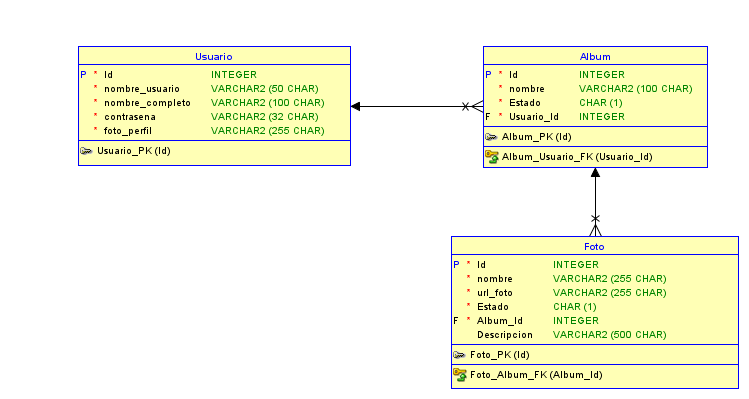 Usuario
P * Id INTEGER
* nombre_usuario VARCHAR2 (50 CHAR)
* nombre_completo VARCHAR2 (100 CHAR)
* contrasena VARCHAR2 (32 CHAR)
* foto_perfil VARCHAR2 (255 CHAR)
Usuario_PK (Id)
Album
P * Id INTEGER
* nombre VARCHAR2 (100 CHAR)
* Estado CHAR (1)
F * Usuario_Id INTEGER
Album_PK (Id)
Album_Usuario_FK (Usuario_Id)
Foto
P * Id INTEGER
* nombre VARCHAR2 (255 CHAR)
* url_foto VARCHAR2 (255 CHAR)
* Estado CHAR (1)
F * Album_Id INTEGER
Descripcion VARCHAR2 (500 CHAR)
Foto_PK (Id)
Foto_Album_FK (Album_Id)